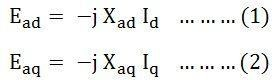 E_ad = −j X_ad I_d … … … (1)
E_aq = −j X_aq I_q … … … (2)